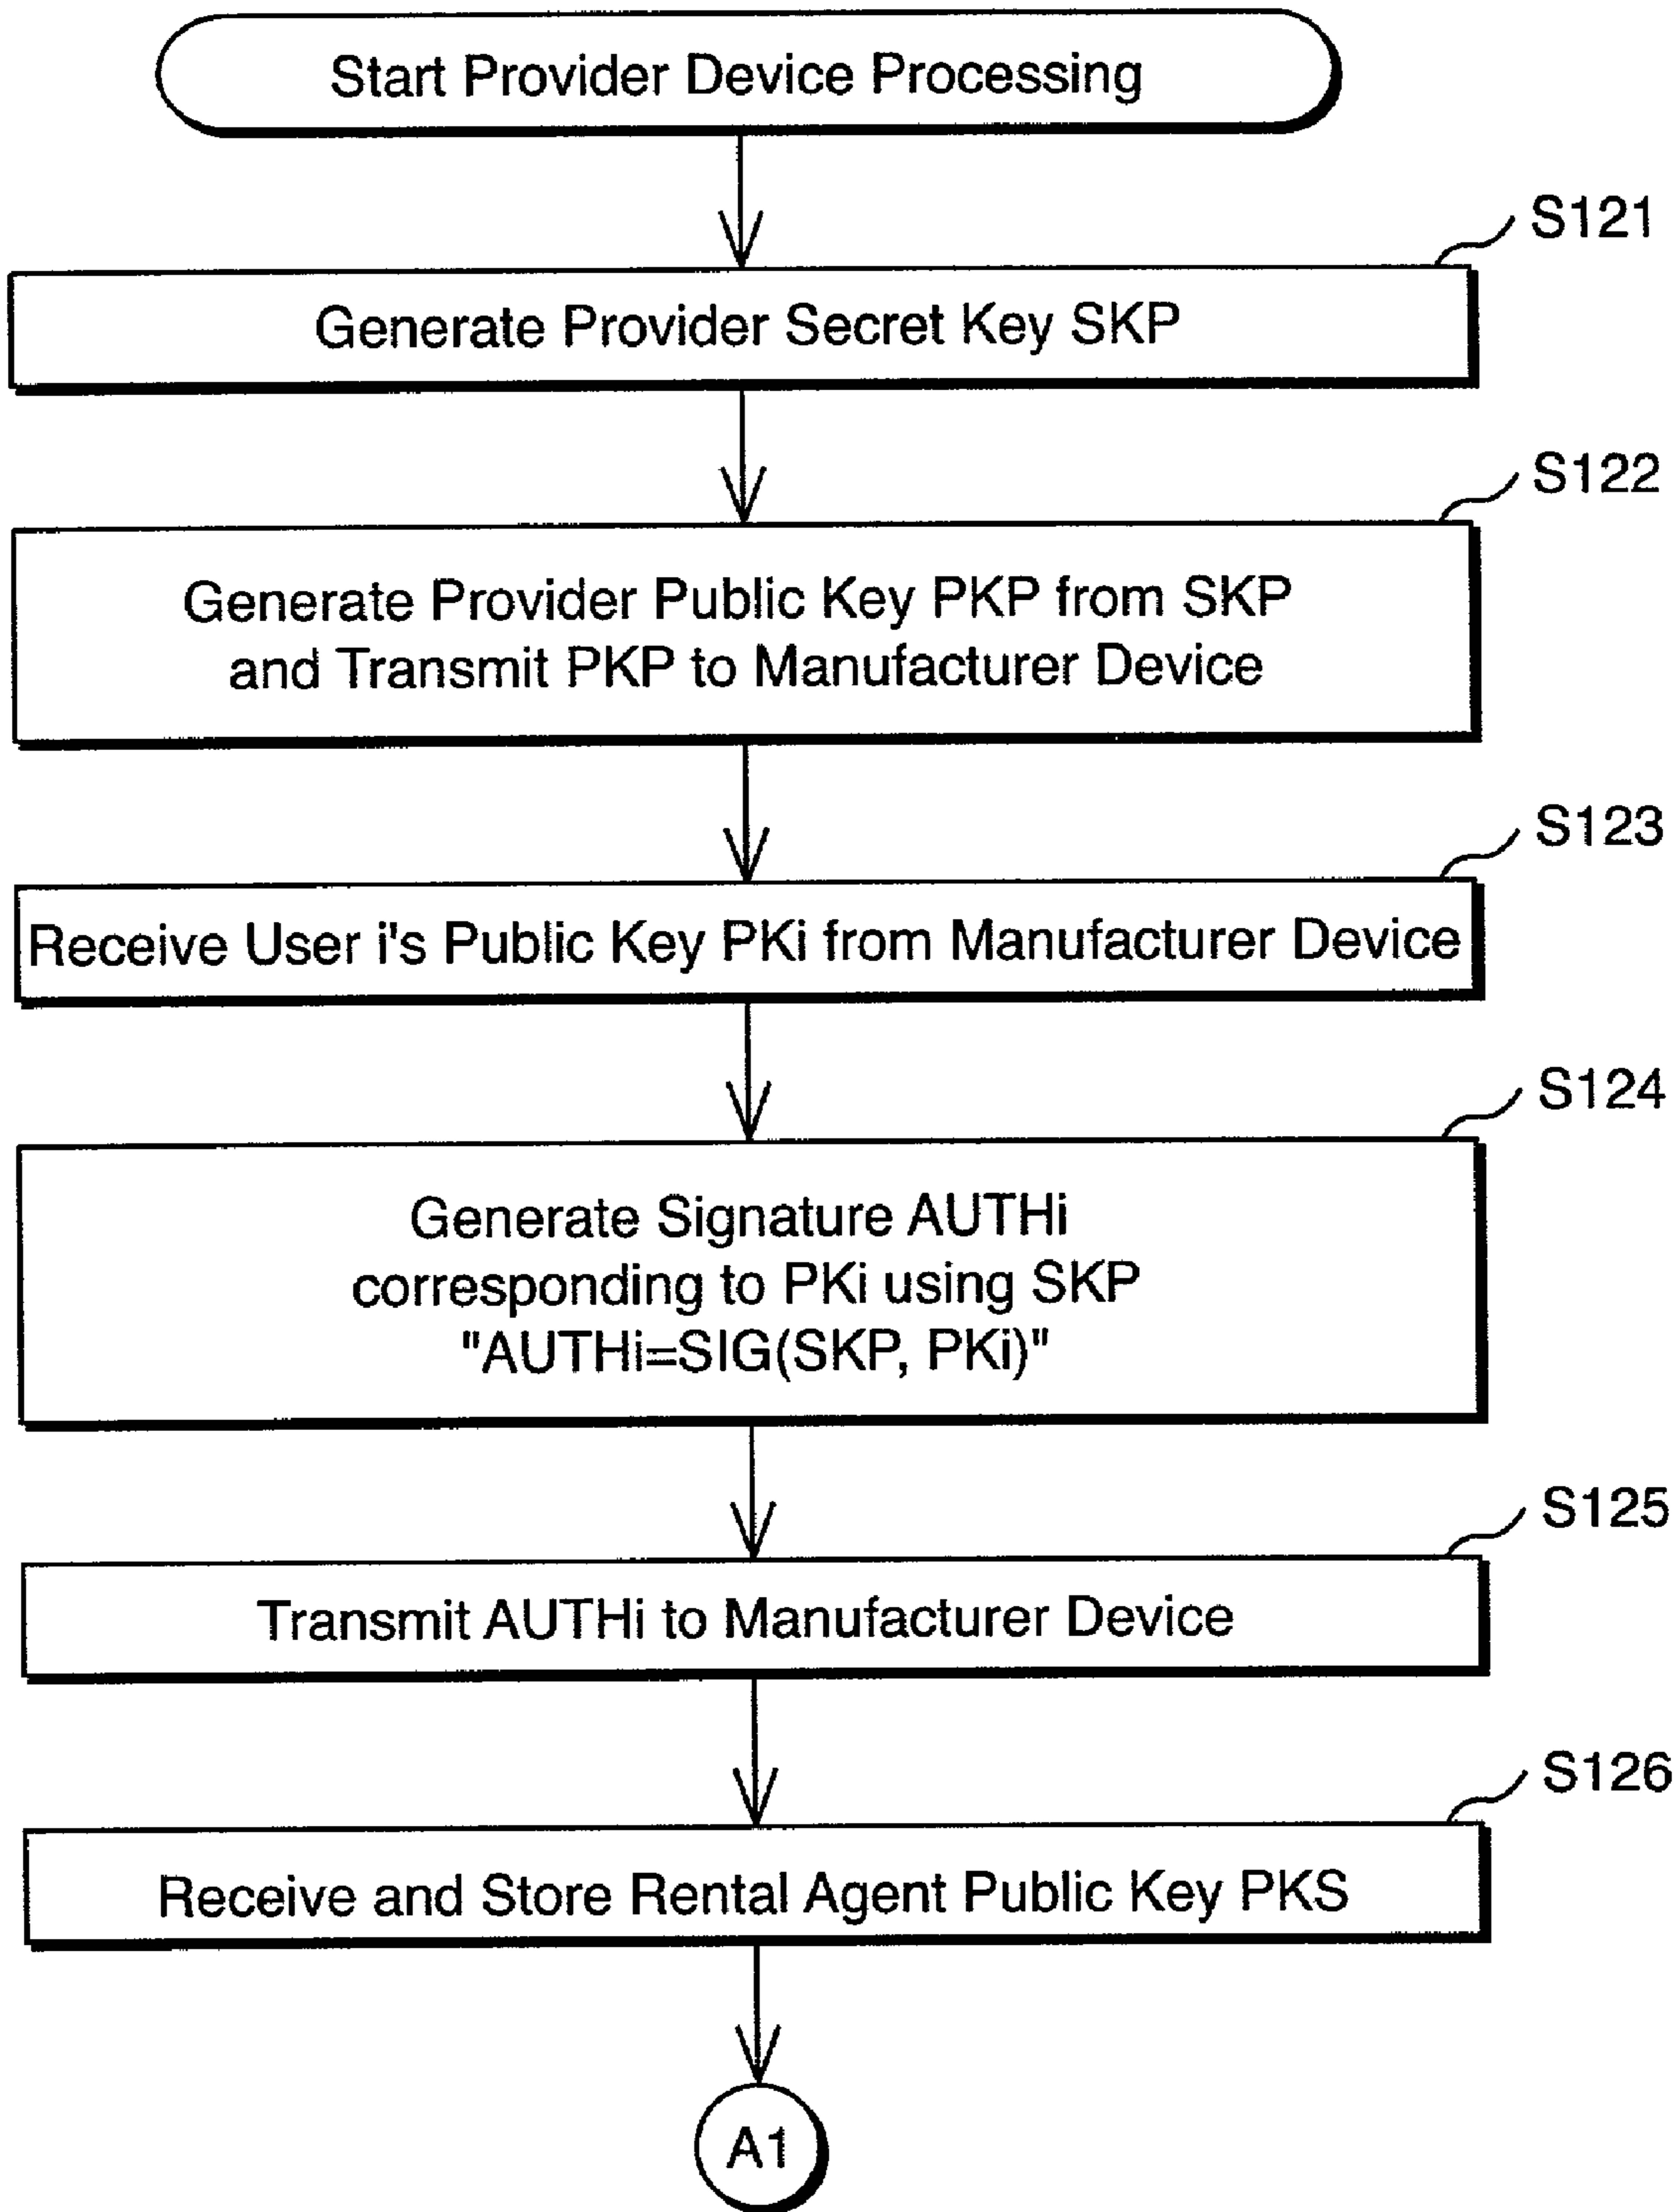 Start Provider Device Processing
S121
Generate Provider Secret Key SKP
S122
Generate Provider Public Key PKP from SKP
and Transmit PKP to Manufacturer Device
S123
Receive User i's Public Key PKi from Manufacturer Device
S124
Generate Signature AUTHi
corresponding to PKi using SKP
"AUTHi=SIG(SKP, PKi)"
S125
Transmit AUTHi to Manufacturer Device
S126
Receive and Store Rental Agent Public Key PKS
A1